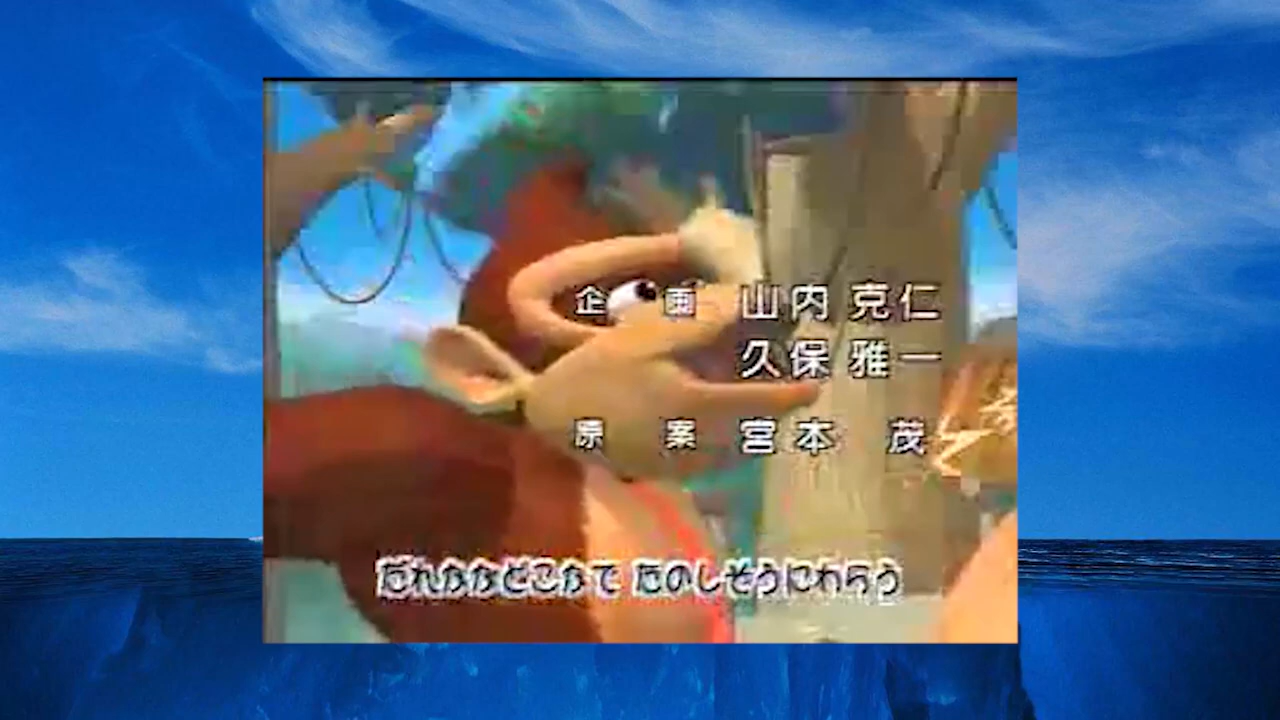 企画 山内 克仁
久保 雅一
原案 宮本 茂
だれかがどこかで たのしそうにわらう